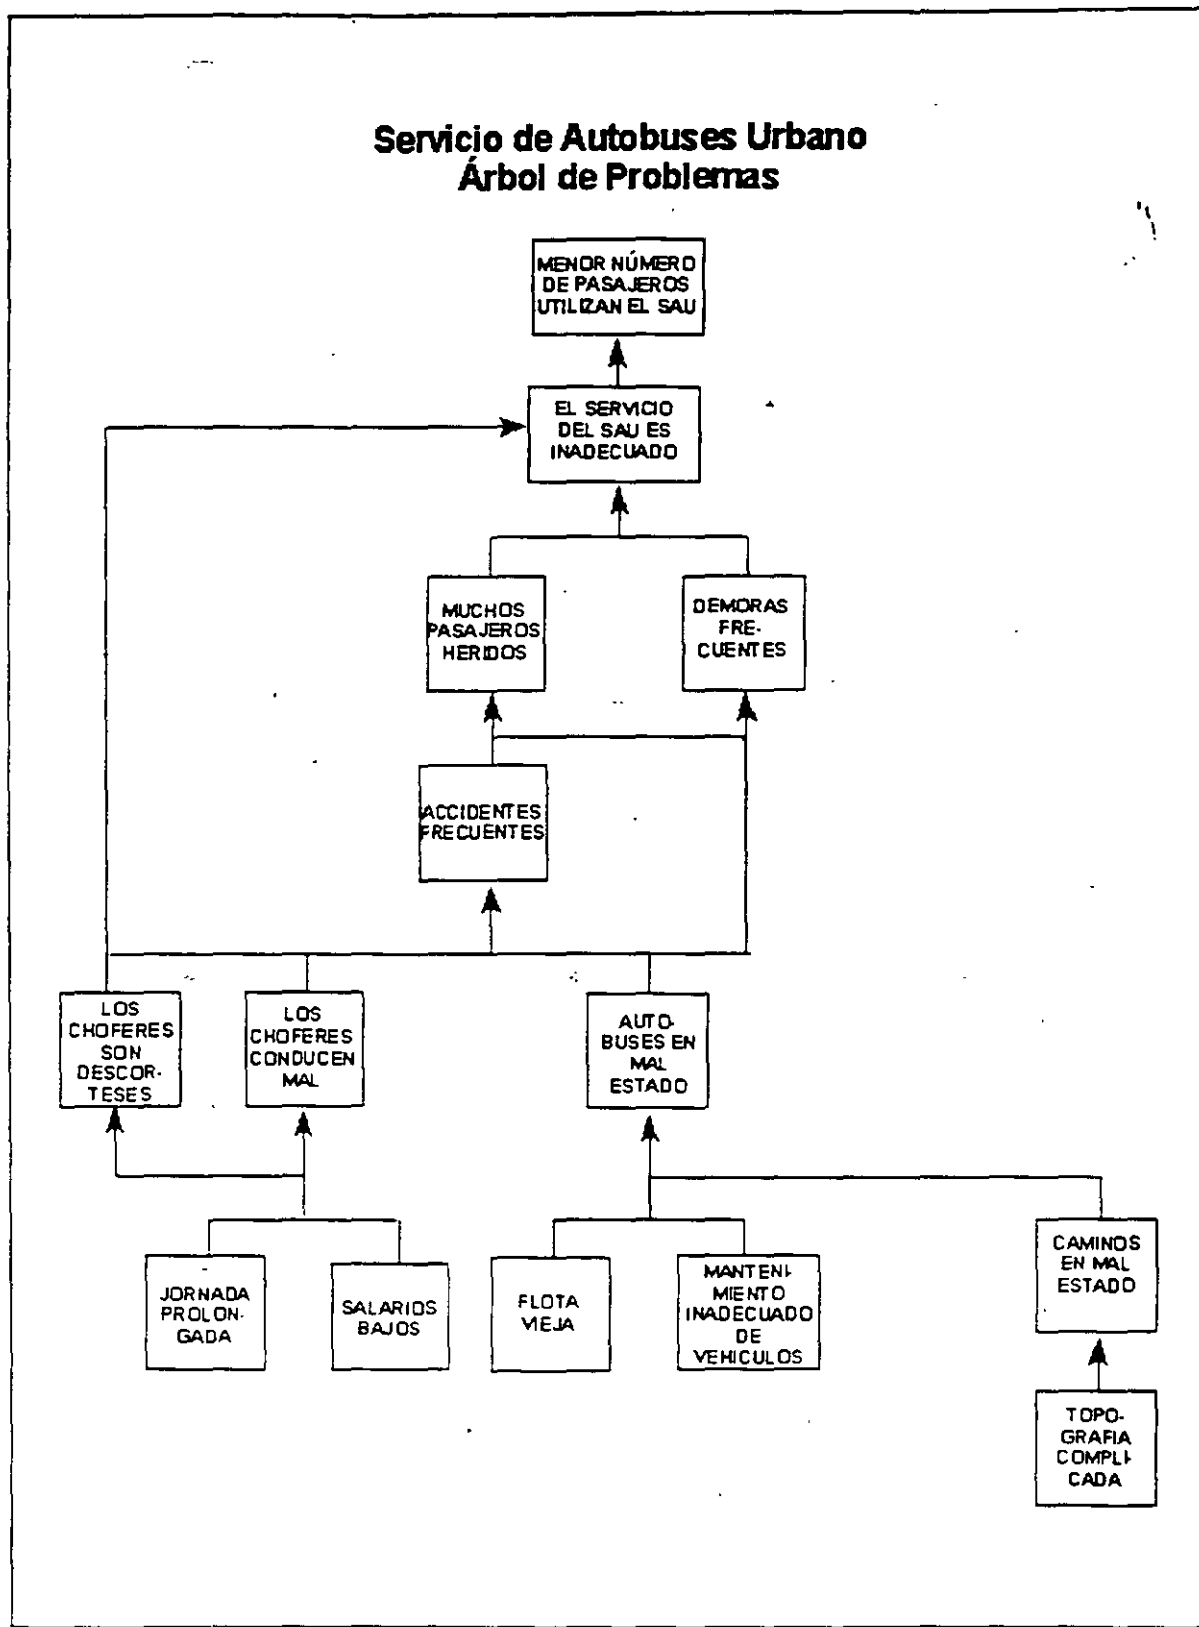 Servicio de Autobuses Urbano
Árbol de Problemas
MENOR NÚMERO
DE PASAJEROS
UTILIZAN EL SAU
EL SERVICIO
DEL SAU ES
INADECUADO
MUCHOS
PASAJEROS
HERIDOS
DEMORAS
FRE-
CUENTES
ACCIDENTES
FRECUENTES
LOS
CHOFERES
SON
DESCOR-
TESES
LOS
CHOFERES
CONDUCEN
MAL
AUTO-
BUSES EN
MAL
ESTADO
JORNADA
PROLON-
GADA
SALARIOS
BAJOS
FLOTA
VIEJA
MANTENI-
MIENTO
INADECUADO
DE
VEHICULOS
CAMINOS
EN MAL
ESTADO
TOPO-
GRAFIA
COMPLI-
CADA